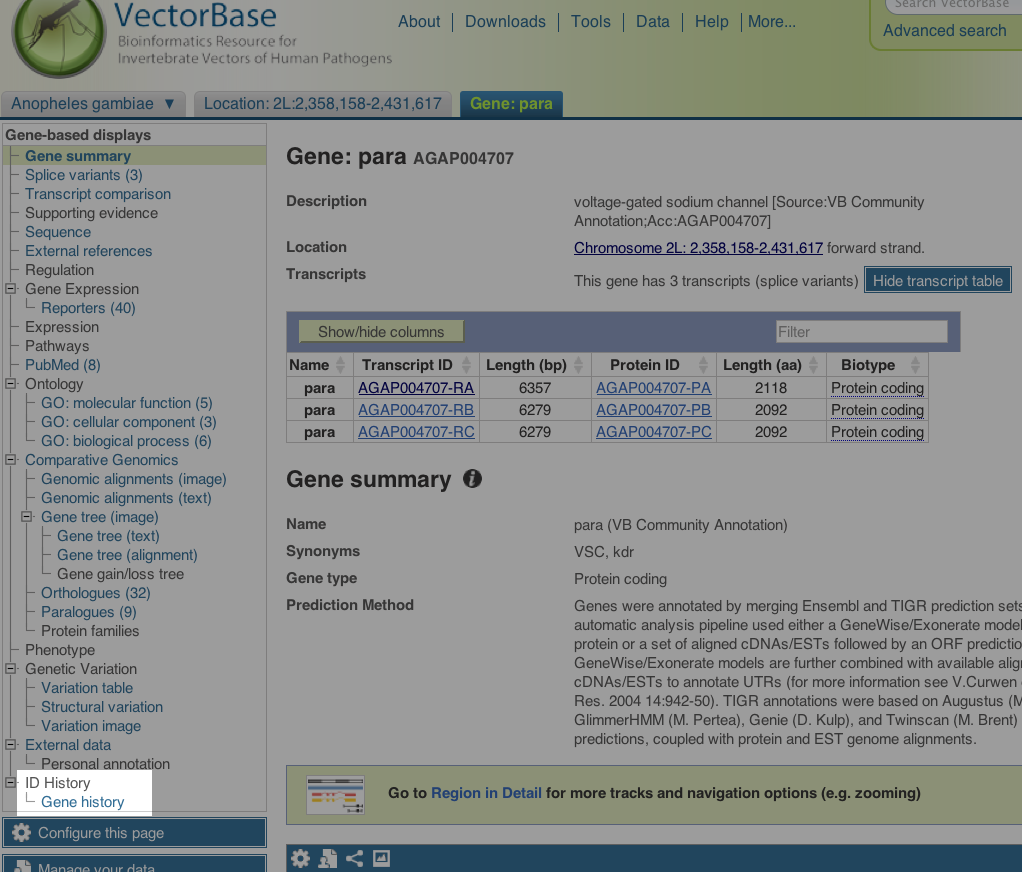 VectorBase
Bioinformatics Resource for
Invertebrate Vectors of Human Pathogens
About
Downloads
Tools
Data
Help
More...
Search VectorBase
Advanced search
Anopheles gambiae ▼
Location: 2L:2,358,158-2,431,617
Gene: para
Gene-based displays
Gene summary
Splice variants (3)
Transcript comparison
Supporting evidence
Sequence
External references
Regulation
Gene Expression
Reporters (40)
Expression
Pathways
PubMed (8)
Ontology
GO: molecular function (5)
GO: cellular component (3)
GO: biological process (6)
Comparative Genomics
Genomic alignments (image)
Genomic alignments (text)
Gene tree (image)
Gene tree (text)
Gene tree (alignment)
Gene gain/loss tree
Orthologues (32)
Paralogues (9)
Protein families
Phenotype
Genetic Variation
Variation table
Structural variation
Variation image
External data
Personal annotation
ID History
Gene history
Configure this page
Manage your data
Gene: para AGAP004707
Description
voltage-gated sodium channel [Source:VB Community
Annotation;Acc:AGAP004707]
Location
Chromosome 2L: 2,358,158-2,431,617 forward strand.
Transcripts
This gene has 3 transcripts (splice variants) Hide transcript table
Show/hide columns
Filter
Name Transcript ID Length (bp) Protein ID Length (aa) Biotype
para AGAP004707-RA 6357 AGAP004707-PA 2118 Protein coding
para AGAP004707-RB 6279 AGAP004707-PB 2092 Protein coding
para AGAP004707-RC 6279 AGAP004707-PC 2092 Protein coding
Gene summary i
Name
para (VB Community Annotation)
Synonyms
VSC, kdr
Gene type
Protein coding
Prediction Method
Genes were annotated by merging Ensembl and TIGR prediction sets
automatic analysis pipeline used either a GeneWise/Exonerate model
protein or a set of aligned cDNAs/ESTs followed by an ORF predictio
GeneWise/Exonerate models are further combined with available alig
cDNAs/ESTs to annotate UTRs (for more information see V.Curwen
Res. 2004 14:942-50). TIGR annotations were based on Augustus (M
GlimmerHMM (M. Pertea), Genie (D. Kulp), and Twinscan (M. Brent)
predictions, coupled with protein and EST genome alignments.
Go to Region in Detail for more tracks and navigation options (e.g. zooming)